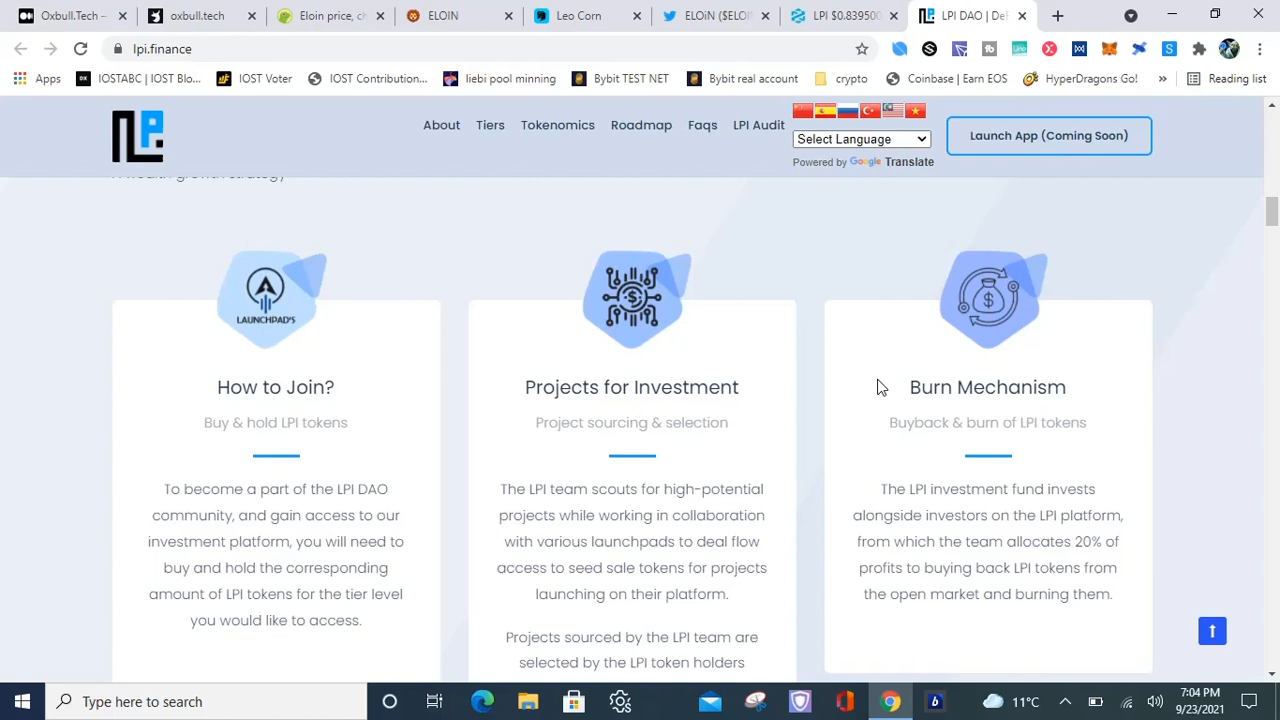 Oxbull.Tech –
oxbull.tech
Eloin price, ch
ELOIN
Leo Corn
ELOiN ($ELOI
LPI $0.839500
LPI DAO | DeF
lpi.finance
Apps
IOSTABC | IOST Blo...
IOST Voter
IOST Contribution...
liebi pool minning
Bybit TEST NET
Bybit real account
crypto
Coinbase | Earn EOS
HyperDragons Go!
»
Reading list
LPI
About
Tiers
Tokenomics
Roadmap
Faqs
LPI Audit
Select Language
Powered by Google Translate
Launch App (Coming Soon)
LAUNCHPAD'S
How to Join?
Buy & hold LPI tokens
To become a part of the LPI DAO
community, and gain access to our
investment platform, you will need to
buy and hold the corresponding
amount of LPI tokens for the tier level
you would like to access.
Projects for Investment
Project sourcing & selection
The LPI team scouts for high-potential
projects while working in collaboration
with various launchpads to deal flow
access to seed sale tokens for projects
launching on their platform.
Projects sourced by the LPI team are
selected by the LPI token holders
Burn Mechanism
Buyback & burn of LPI tokens
The LPI investment fund invests
alongside investors on the LPI platform,
from which the team allocates 20% of
profits to buying back LPI tokens from
the open market and burning them.
Type here to search
11°C
7:04 PM
9/23/2021